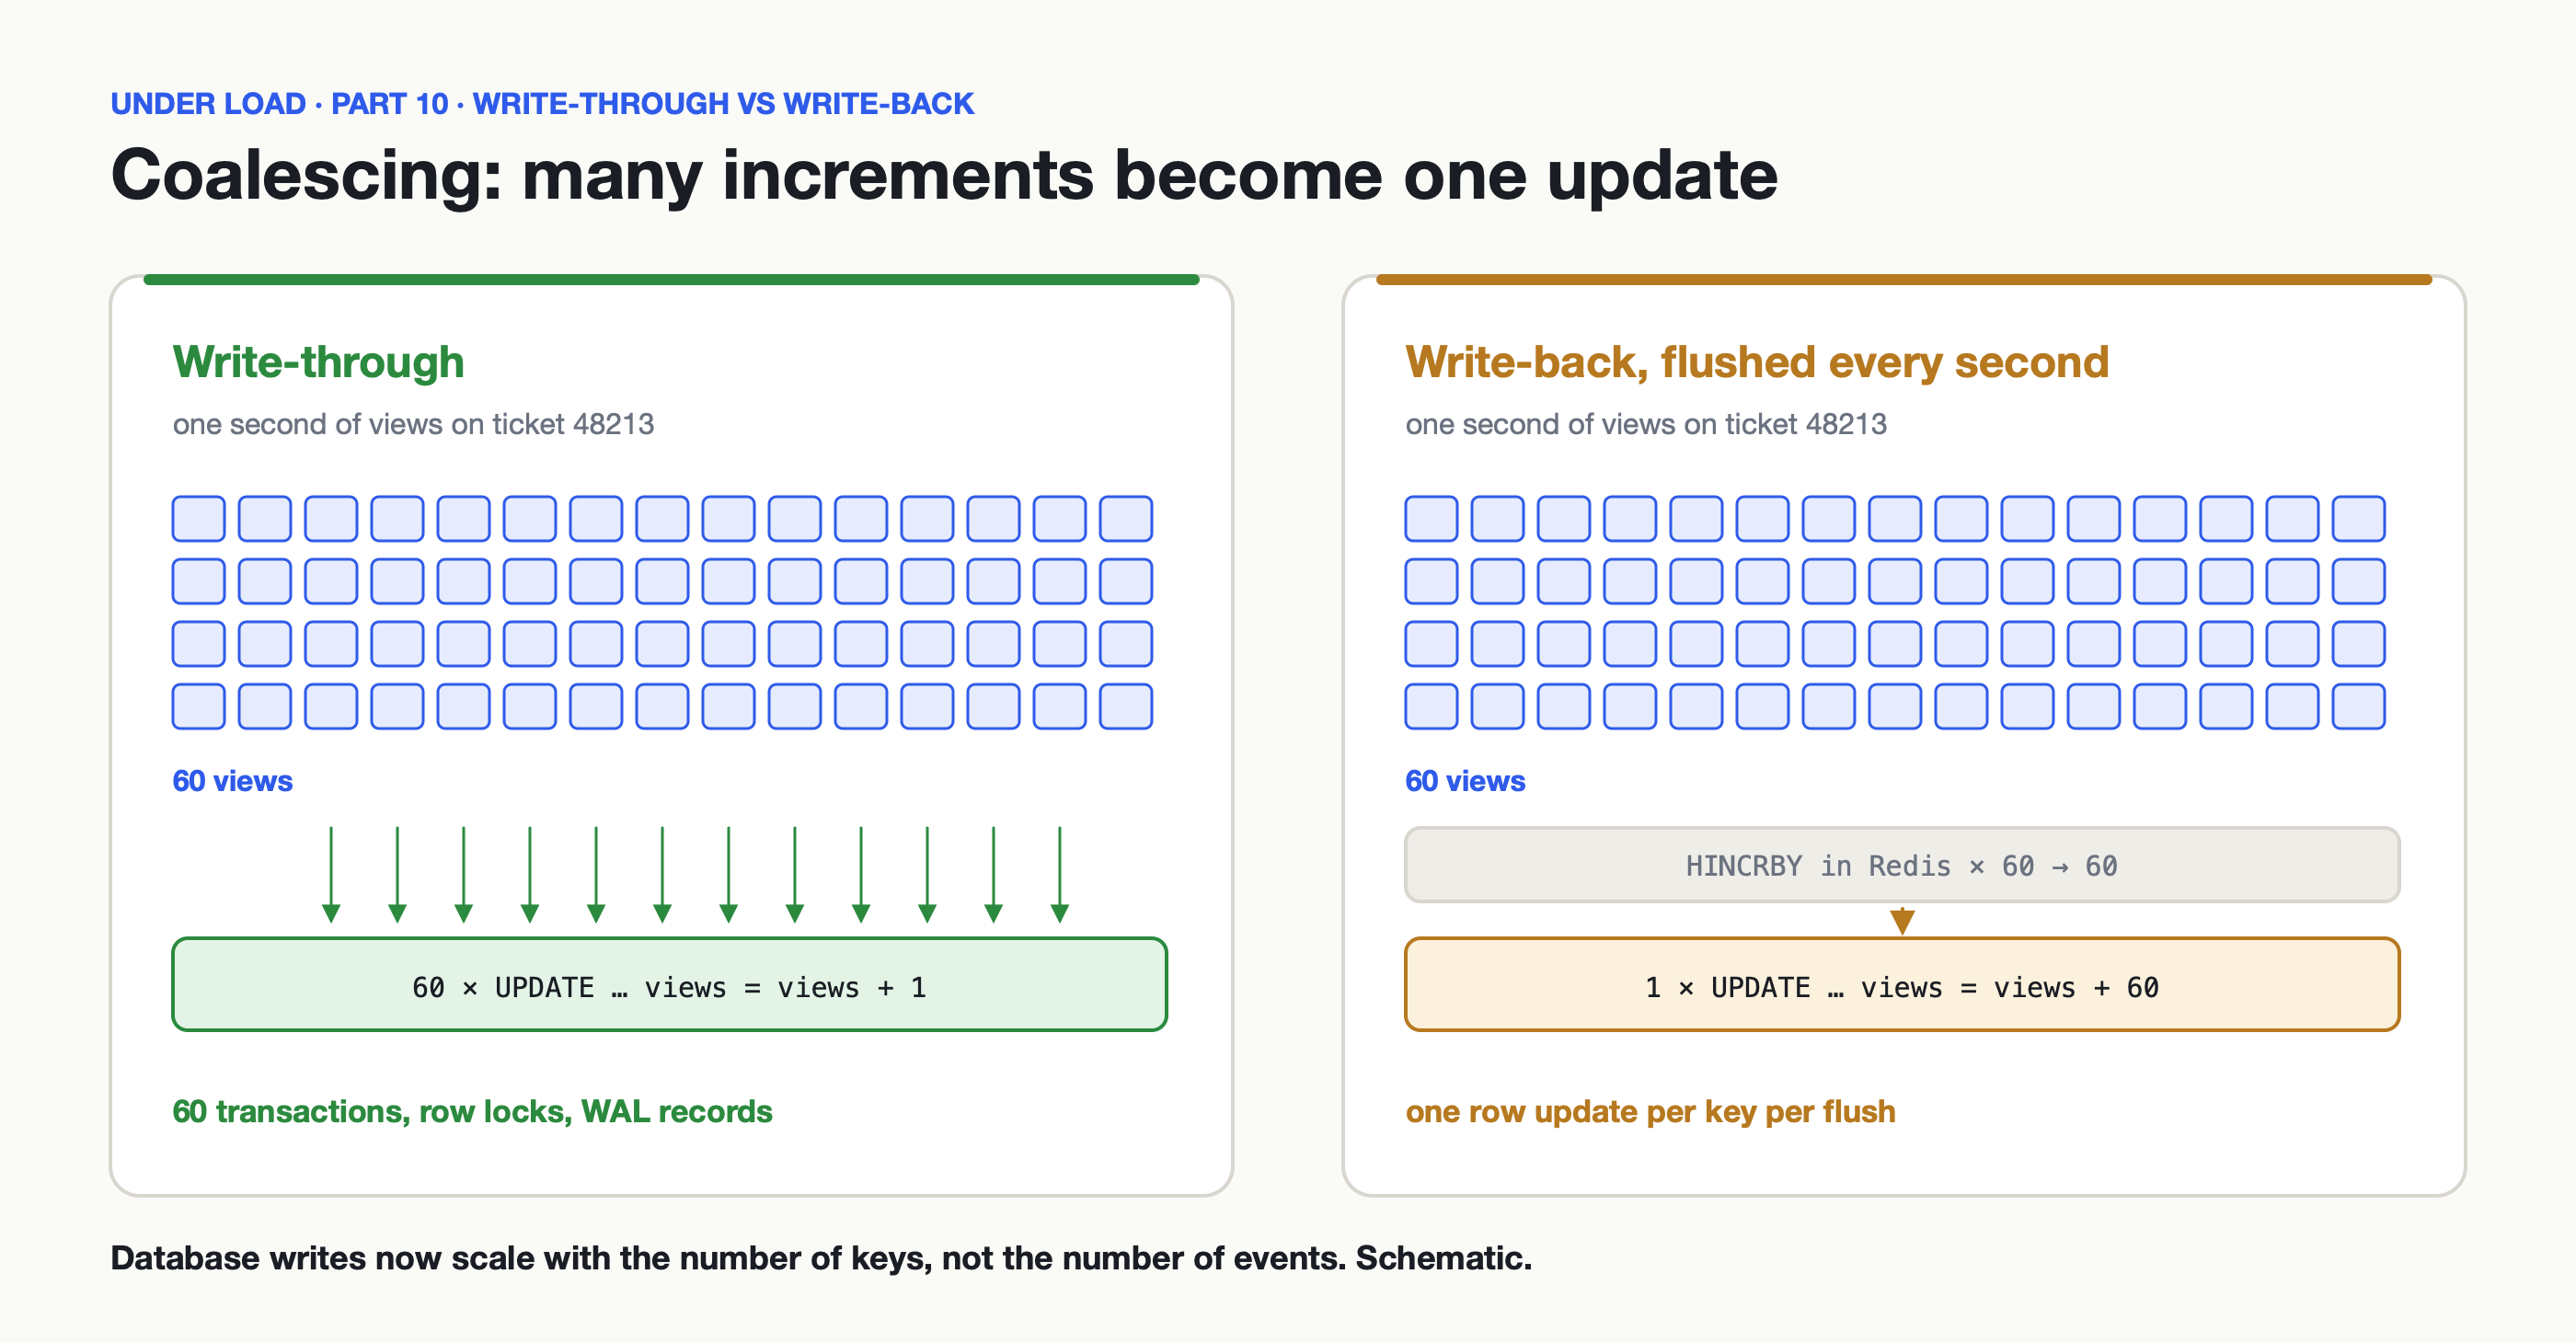 UNDER LOAD · PART 10 · WRITE-THROUGH VS WRITE-BACK
Coalescing: many increments become one update
Write-through
one second of views on ticket 48213
60 views
60 × UPDATE … views = views + 1
60 transactions, row locks, WAL records
Write-back, flushed every second
one second of views on ticket 48213
60 views
HINCRBY in Redis × 60 → 60
1 × UPDATE … views = views + 60
one row update per key per flush
Database writes now scale with the number of keys, not the number of events. Schematic.